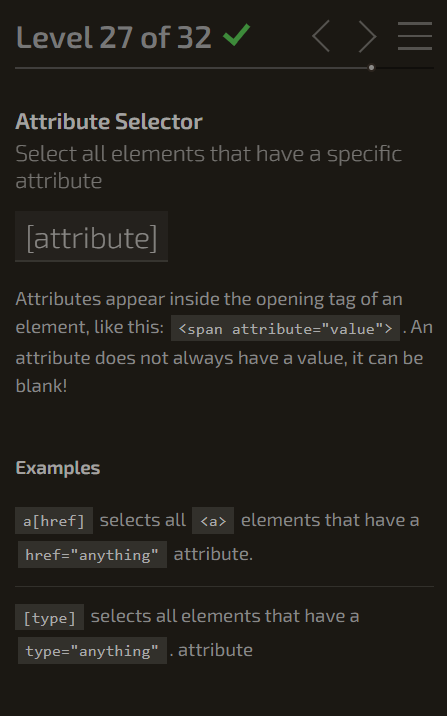 Level 27 of 32
Attribute Selector
Select all elements that have a specific
attribute
[attribute]
Attributes appear inside the opening tag of an
element, like this: <span attribute="value">. An
attribute does not always have a value, it can be
blank!
Examples
a[href] selects all <a> elements that have a
href="anything" attribute.
[type] selects all elements that have a
type="anything" . attribute